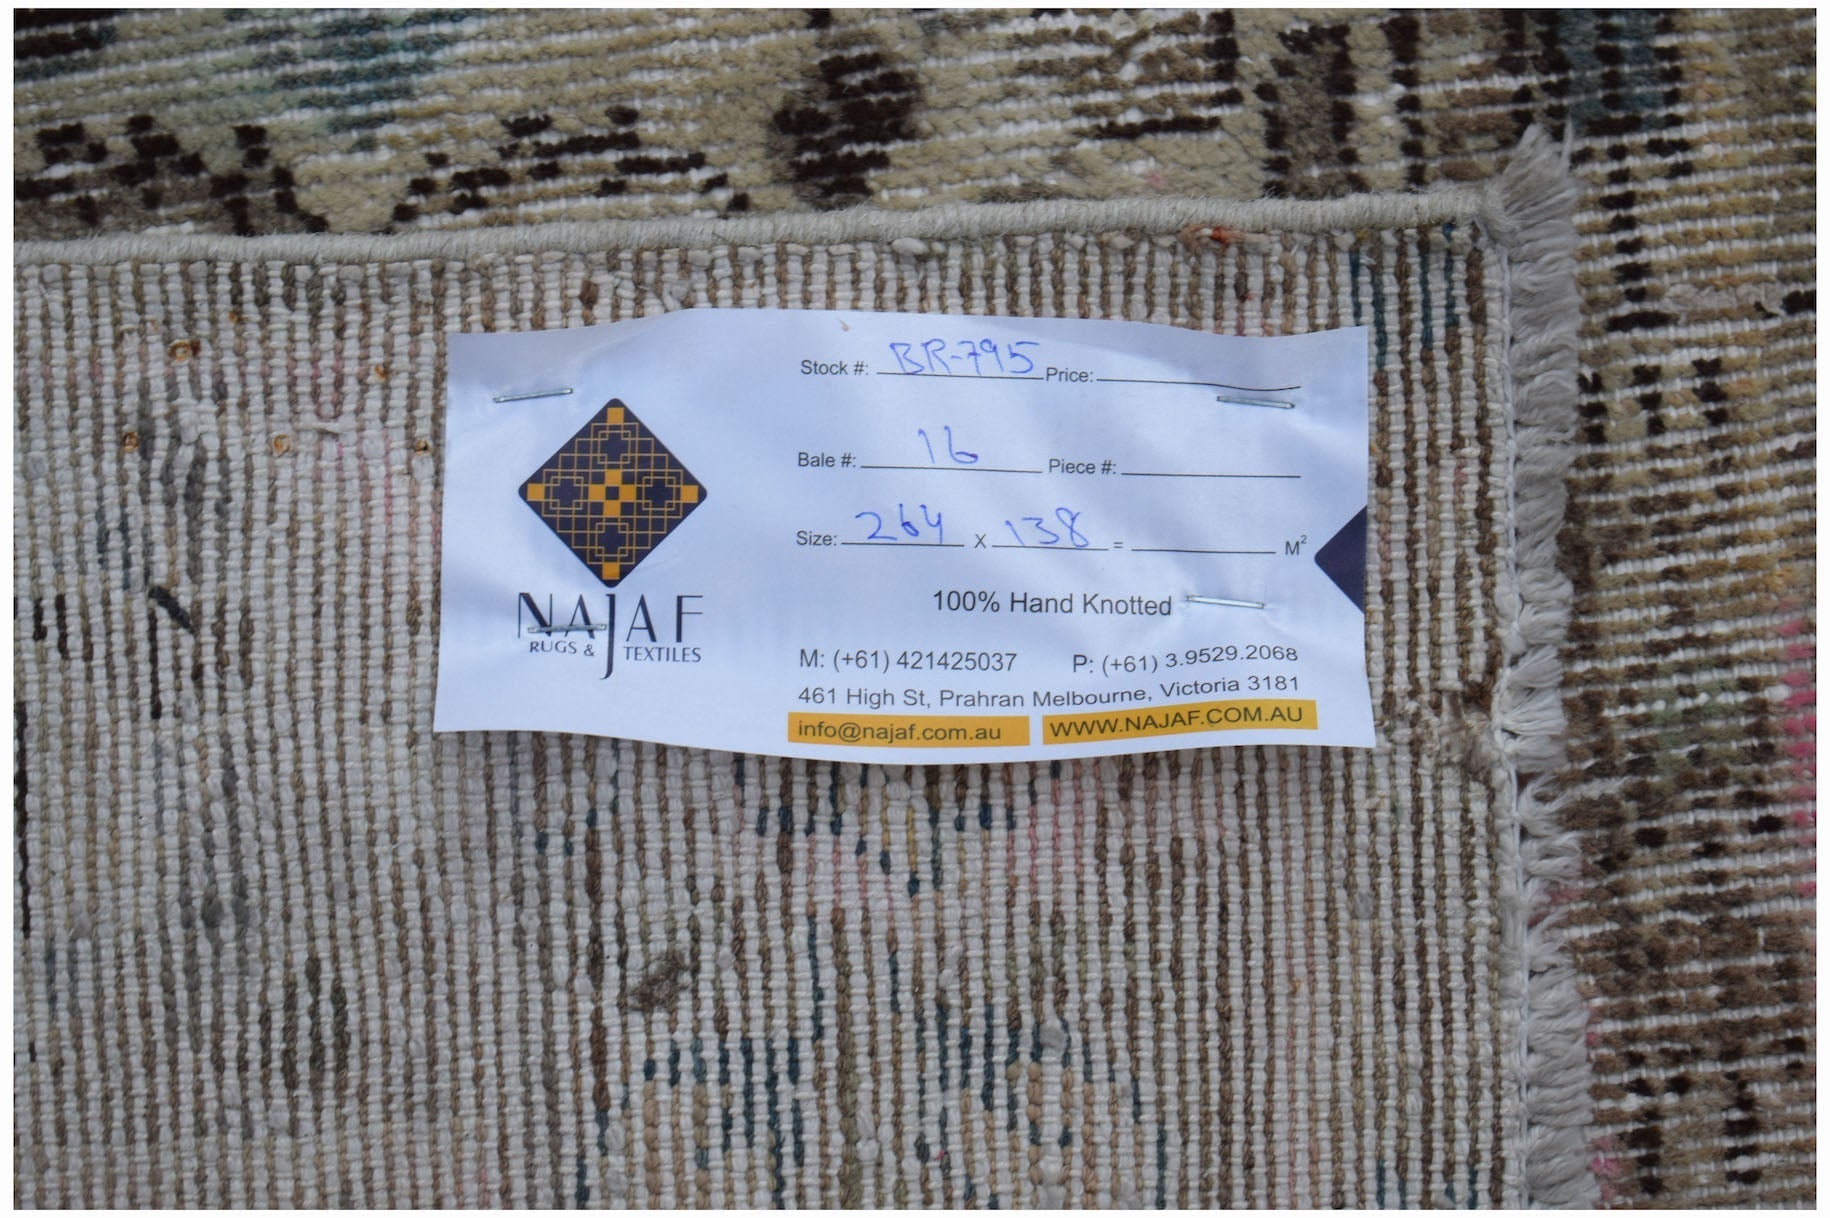 Stock #: BR-795 Price:
Bale #: 16 Piece #:
Size: 264 X 138 = M²
100% Hand Knotted
NAJAF
RUGS & TEXTILES
M: (+61) 421425037 P: (+61) 3.9529.2068
461 High St, Prahran Melbourne, Victoria 3181
info@najaf.com.au WWW.NAJAF.COM.AU